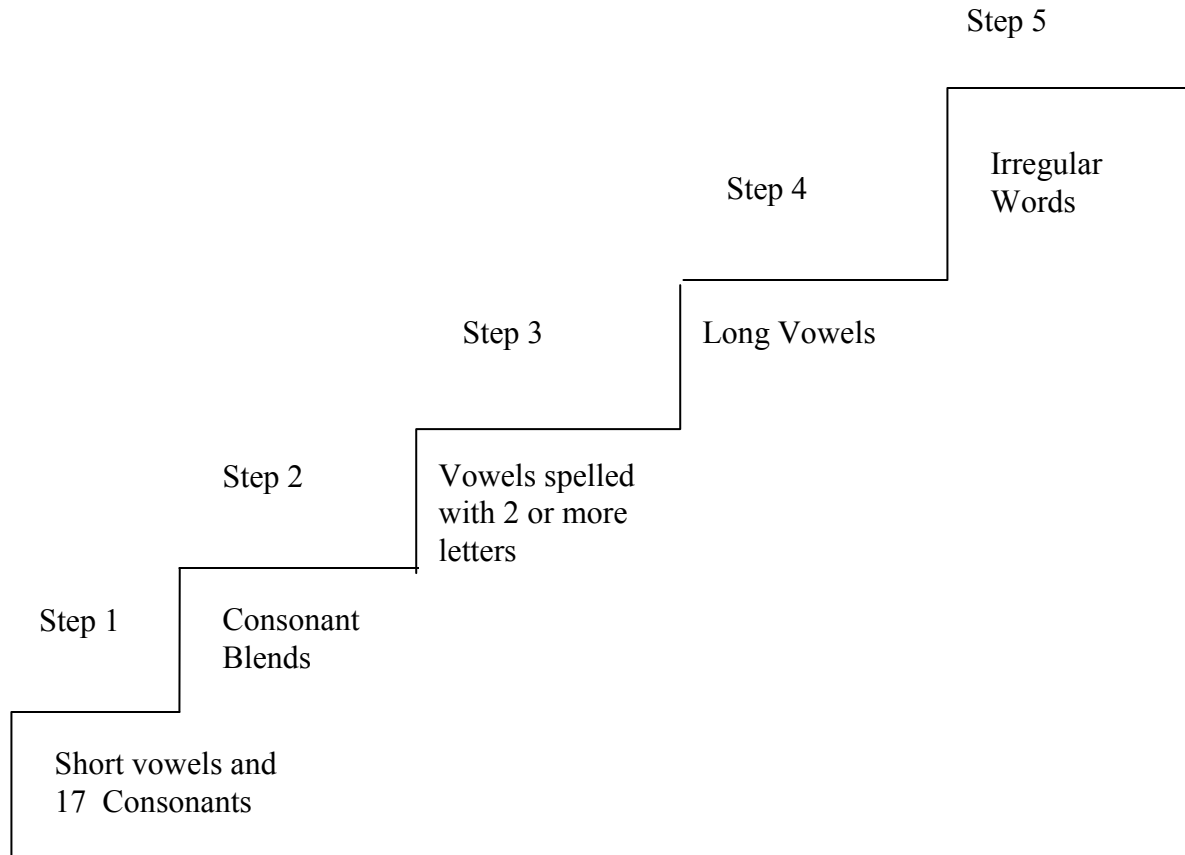 Step 5
Irregular
Words
Step 4
Long Vowels
Step 3
Vowels spelled
with 2 or more
letters
Step 2
Consonant
Blends
Step 1
Short vowels and
17  Consonants